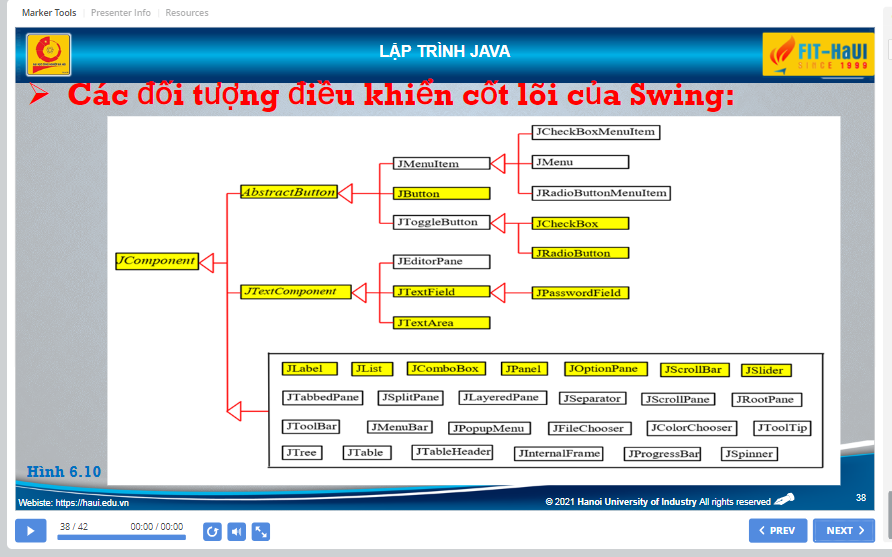 Marker Tools Presenter Info Resources
LẬP TRÌNH JAVA
FIT-HaUI
SINCE 1999
Các đối tượng điều khiển cốt lõi của Swing:
JCheckBoxMenuItem
JMenuItem JMenu
AbstractButton JButton JRadioButtonMenuItem
JToggleButton JCheckBox
JRadioButton
JComponent JEditorPane
JTextComponent JTextField JPasswordField
JTextArea
JLabel JList JComboBox JPanel JOptionPane JScrollBar JSlider
JTabbedPane JSplitPane JLayeredPane JSeparator JScrollPane JRootPane
JToolBar JMenuBar JPopupMenu JFileChooser JColorChooser JToolTip
JTree JTable JTableHeader JInternalFrame JProgressBar JSpinner
Hình 6.10
Webiste: https://haui.edu.vn © 2021 Hanoi University of Industry All rights reserved 38
38 / 42 00:00 / 00:00 PREV NEXT